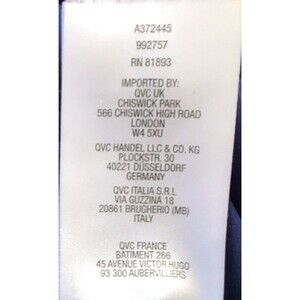 A372445
992757
RN 81893
IMPORTED BY:
QVC UK
CHISWICK PARK
566 CHISWICK HIGH ROAD
LONDON
W4 5XU
QVC HANDEL LLC & CO. KG
PLOCKSTR. 30
40221 DÜSSELDORF
GERMANY
QVC ITALIA S.R.L
VIA GUZZINA 18
20861 BRUGHERIO (MB)
ITALY
QVC FRANCE
BATIMENT 266
45 AVENUE VICTOR HUGO
93 300 AUBERVILLIERS